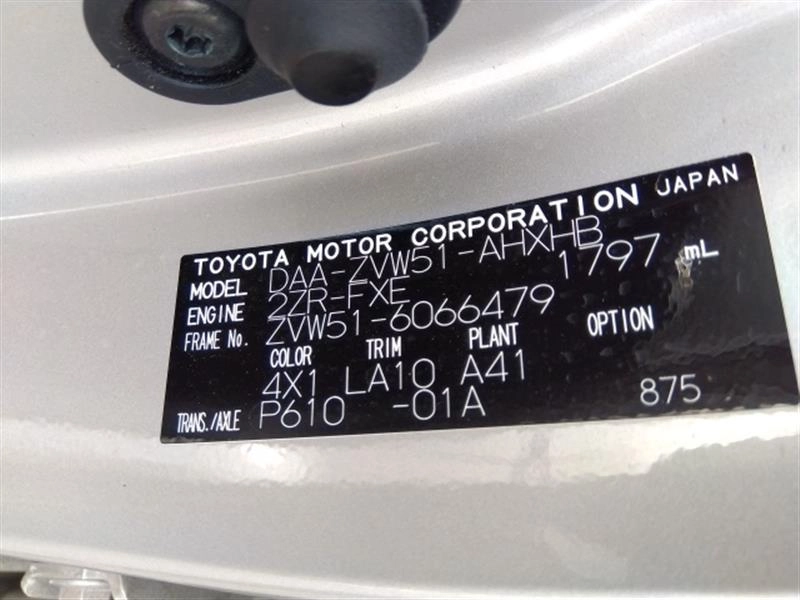 TOYOTA MOTOR CORPORATION JAPAN
MODEL DAA-ZVW51-AHXHB
ENGINE 2ZR-FXE 1797 mL
FRAME No. ZVW51-6066479
COLOR TRIM PLANT OPTION
4X1 LA10 A41
TRANS./AXLE P610 -01A 875